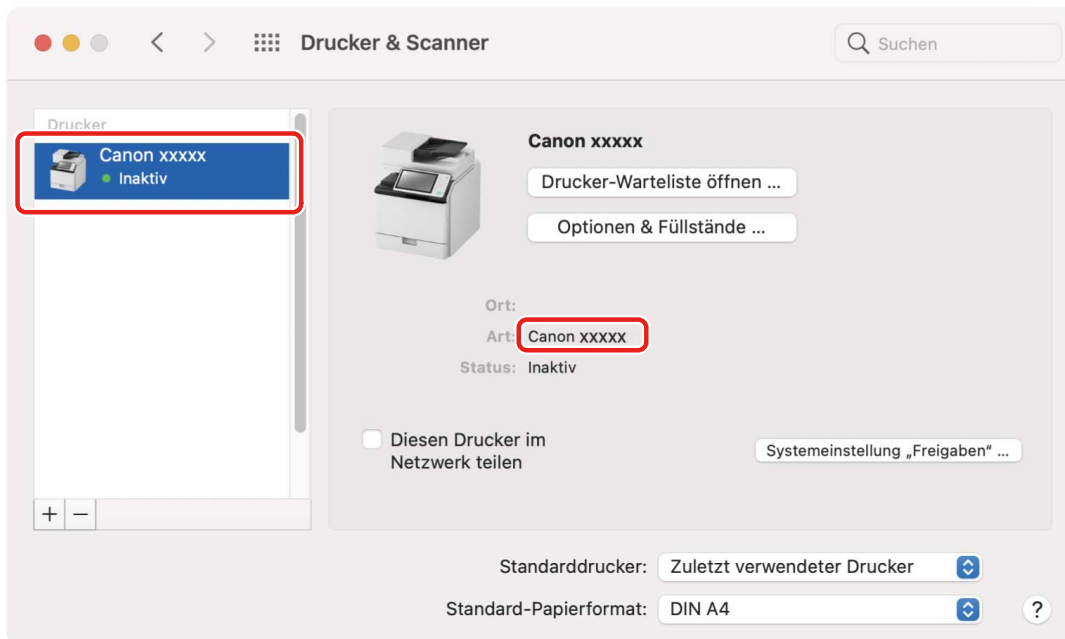 Drucker & Scanner
Suchen
Drucker
Canon xxxxx
Inaktiv
Canon xxxxx
Drucker-Warteliste öffnen ...
Optionen & Füllstände ...
Ort:
Art: Canon xxxxx
Status: Inaktiv
Diesen Drucker im
Netzwerk teilen
Systemeinstellung „Freigaben“ ...
+ −
Standarddrucker: Zuletzt verwendeter Drucker
Standard-Papierformat: DIN A4
?